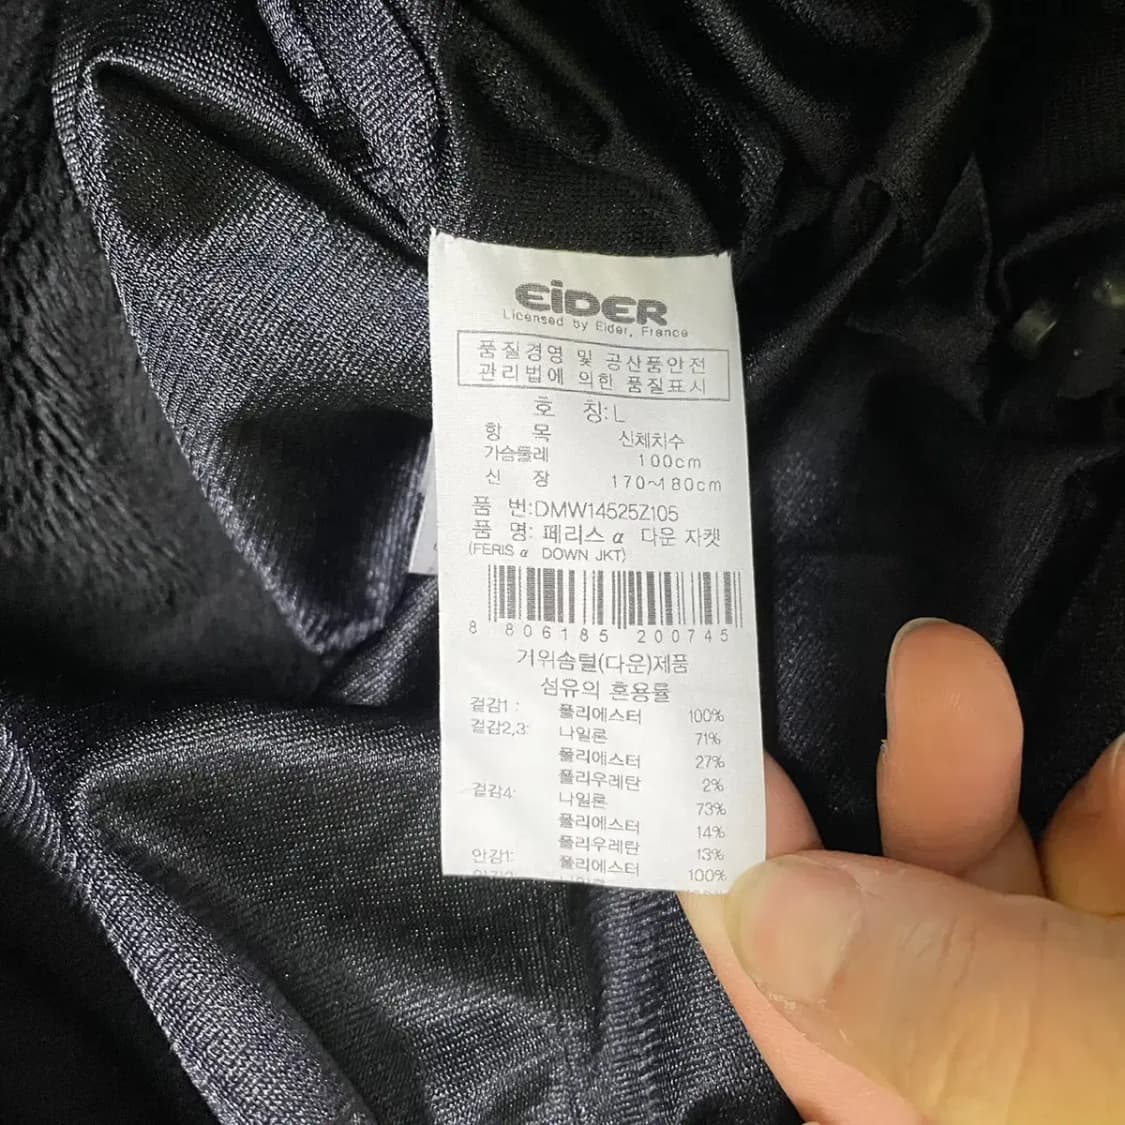 EiDER
Licensed by Eider, France
품질경영 및 공산품안전
관리법에 의한 품질표시
호 칭:L
항 목 신체치수
가슴둘레 100cm
신 장 170~180cm
품 번:DMW14525Z105
품 명: 페리스 α 다운 자켓
(FERIS α DOWN JKT)
8 806185 200745
거위솜털(다운)제품
섬유의 혼용률
겉감1: 폴리에스터 100%
겉감2,3: 나일론 71%
폴리에스터 27%
폴리우레탄 2%
겉감4: 나일론 73%
폴리에스터 14%
폴리우레탄 13%
안감1: 폴리에스터 100%